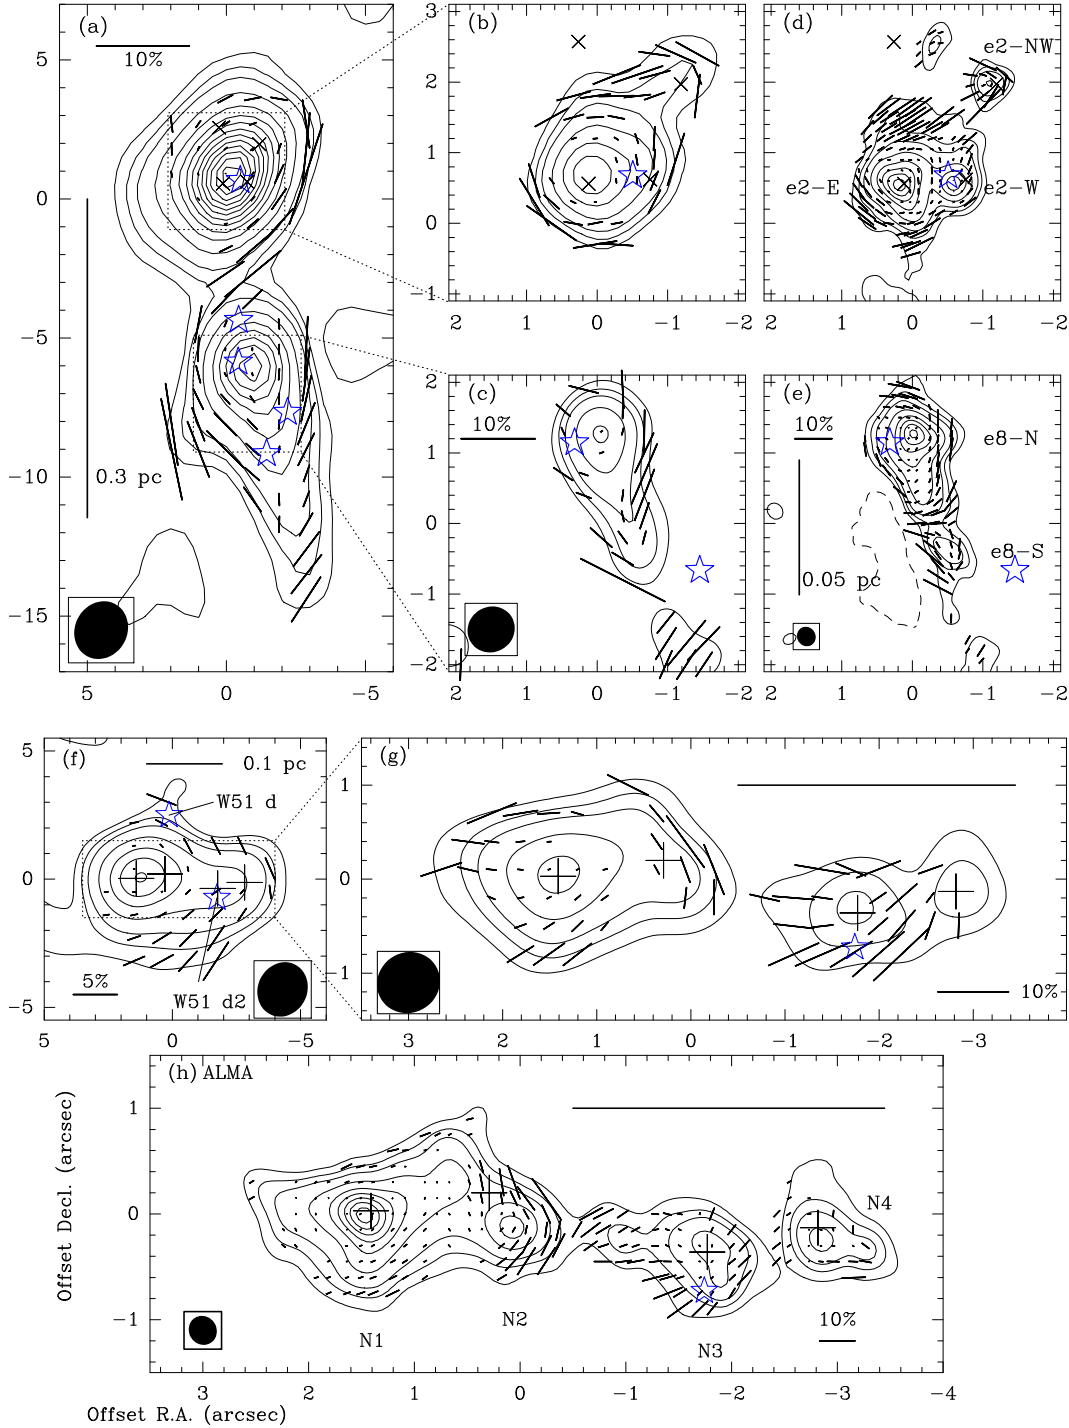 (a)
10%
5
0
−5
−10
−15
5
0
−5
0.3 pc
(b)
3
2
1
0
−1
2
1
0
−1
−2
(d)
e2−NW
e2−E
e2−W
2
1
0
−1
−2
(c)
10%
2
1
0
−1
−2
2
1
0
−1
−2
(e)
10%
e8−N
e8−S
0.05 pc
2
1
0
−1
−2
(f)
0.1 pc
W51 d
W51 d2
5%
5
0
−5
5
0
−5
(g)
10%
1
0
1
3
2
1
0
−1
−2
−3
(h) ALMA
N1
N2
N3
N4
10%
1
0
−1
3
2
1
0
−1
−2
−3
−4
Offset Decl. (arcsec)
Offset R.A. (arcsec)